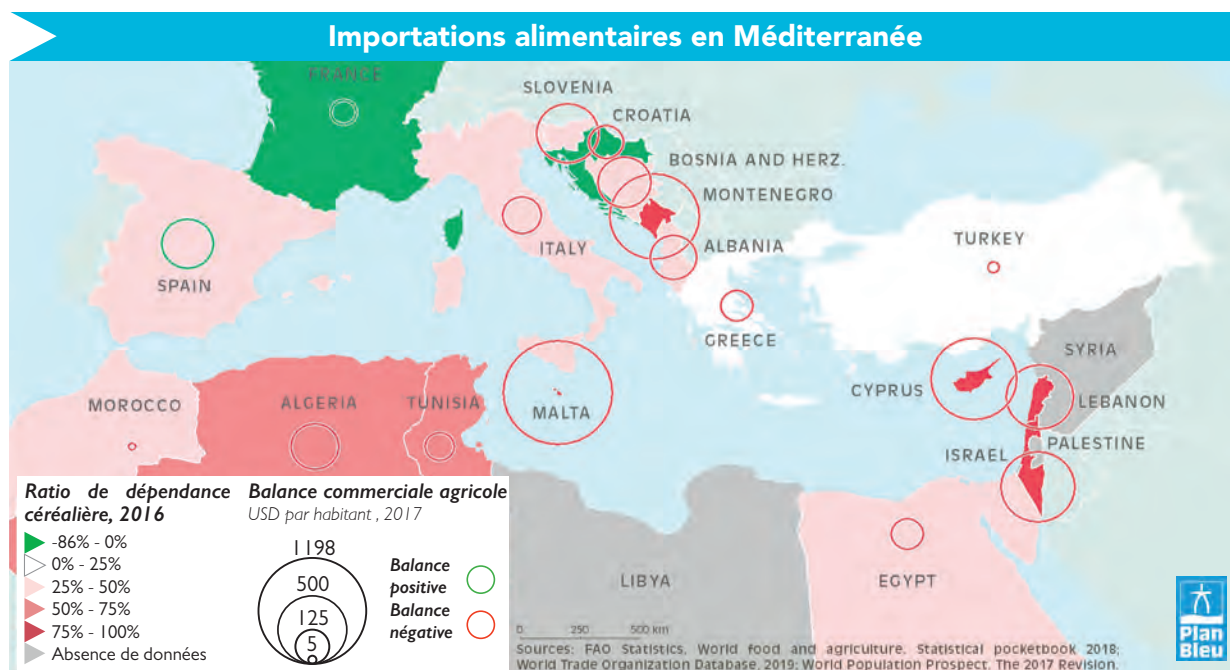 Importations alimentaires en Méditerranée
FRANCE
SLOVENIA
CROATIA
BOSNIA AND HERZ.
MONTENEGRO
ALBANIA
ITALY
SPAIN
TURKEY
GREECE
SYRIA
CYPRUS
LEBANON
MOROCCO
ALGERIA
TUNISIA
MALTA
PALESTINE
ISRAEL
LIBYA
EGYPT
Ratio de dépendance
céréalière, 2016
-86% - 0%
0% - 25%
25% - 50%
50% - 75%
75% - 100%
Absence de données
Balance commerciale agricole
USD par habitant , 2017
1198
500
125
5
0
Balance
positive
Balance
négative
0 250 500 km
Sources: FAO Statistics. World food and agriculture. Statistical pocketbook 2018;
World Trade Organization Database, 2019; World Population Prospect, The 2017 Revision.
Plan
Bleu